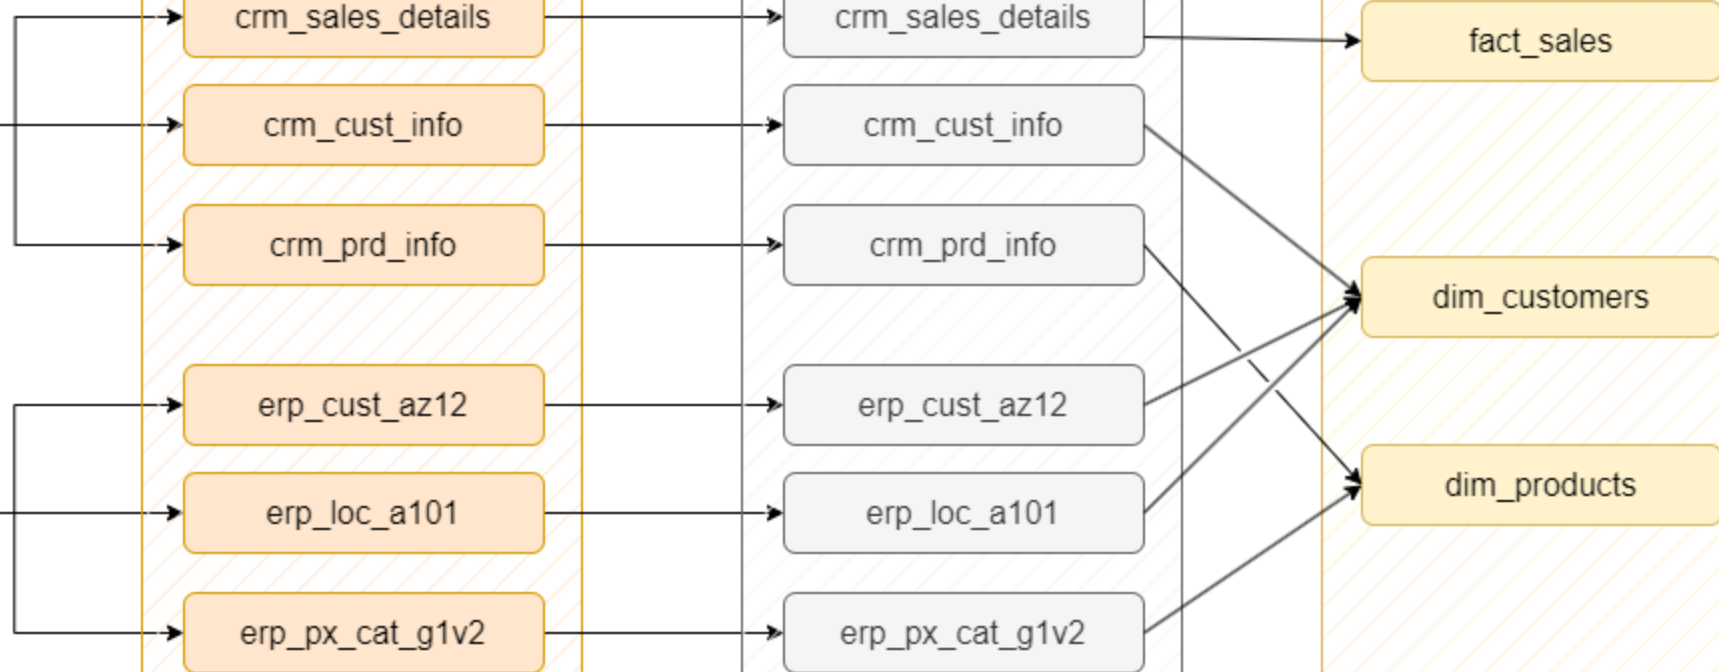 crm_sales_details
crm_cust_info
crm_prd_info
erp_cust_az12
erp_loc_a101
erp_px_cat_g1v2
crm_sales_details
crm_cust_info
crm_prd_info
erp_cust_az12
erp_loc_a101
erp_px_cat_g1v2
fact_sales
dim_customers
dim_products